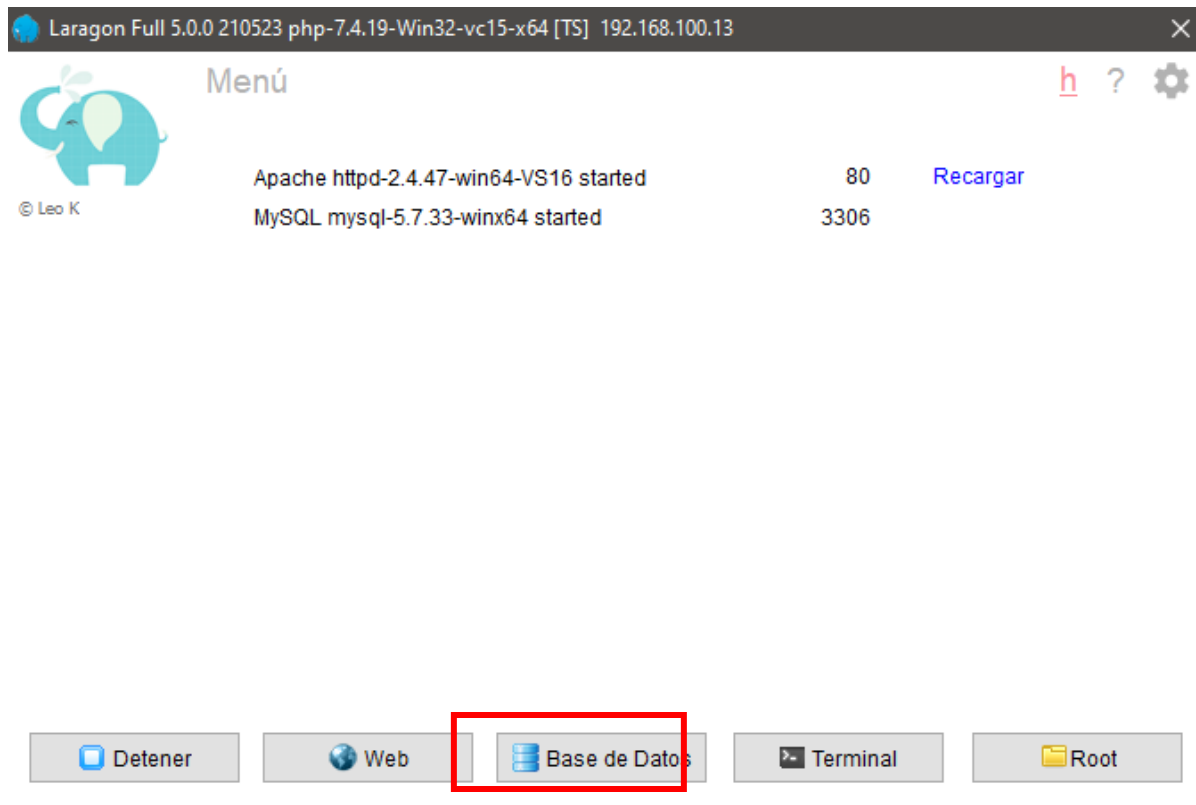 Laragon Full 5.0.0 210523 php-7.4.19-Win32-vc15-x64 [TS] 192.168.100.13
Menú
h ?
Apache httpd-2.4.47-win64-VS16 started 80 Recargar
© Leo K
MySQL mysql-5.7.33-winx64 started 3306
Detener Web Base de Datos Terminal Root